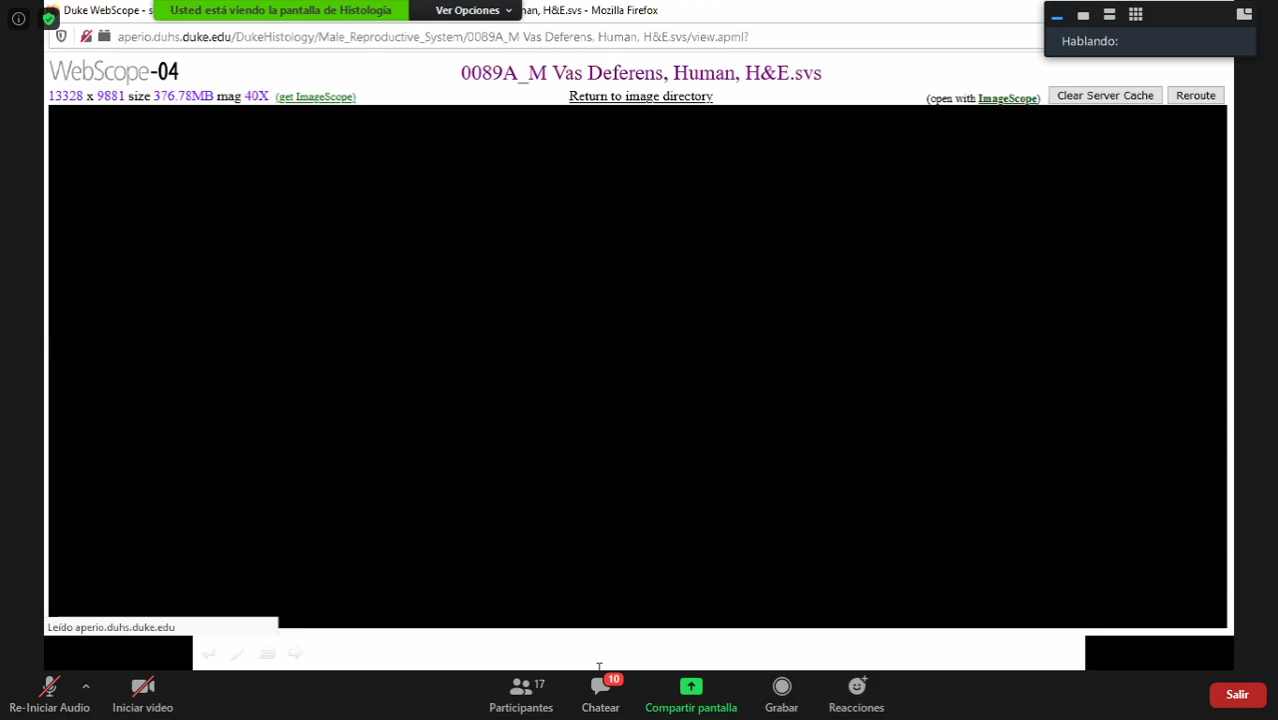 Duke WebScope - s
Usted está viendo la pantalla de Histología
Ver Opciones
an, H&E.svs - Mozilla Firefox
aperio.duhs.duke.edu/DukeHistology/Male_Reproductive_System/0089A_M Vas Deferens, Human, H&E.svs/view.apml?
Hablando:
WebScope-04
0089A_M Vas Deferens, Human, H&E.svs
13328 x 9881 size 376.78MB mag 40X (get ImageScope)
Return to image directory
(open with ImageScope)
Clear Server Cache
Reroute
Leído aperio.duhs.duke.edu
17
10
Re-Iniciar Audio
Iniciar video
Participantes
Chatear
Compartir pantalla
Grabar
Reacciones
Salir